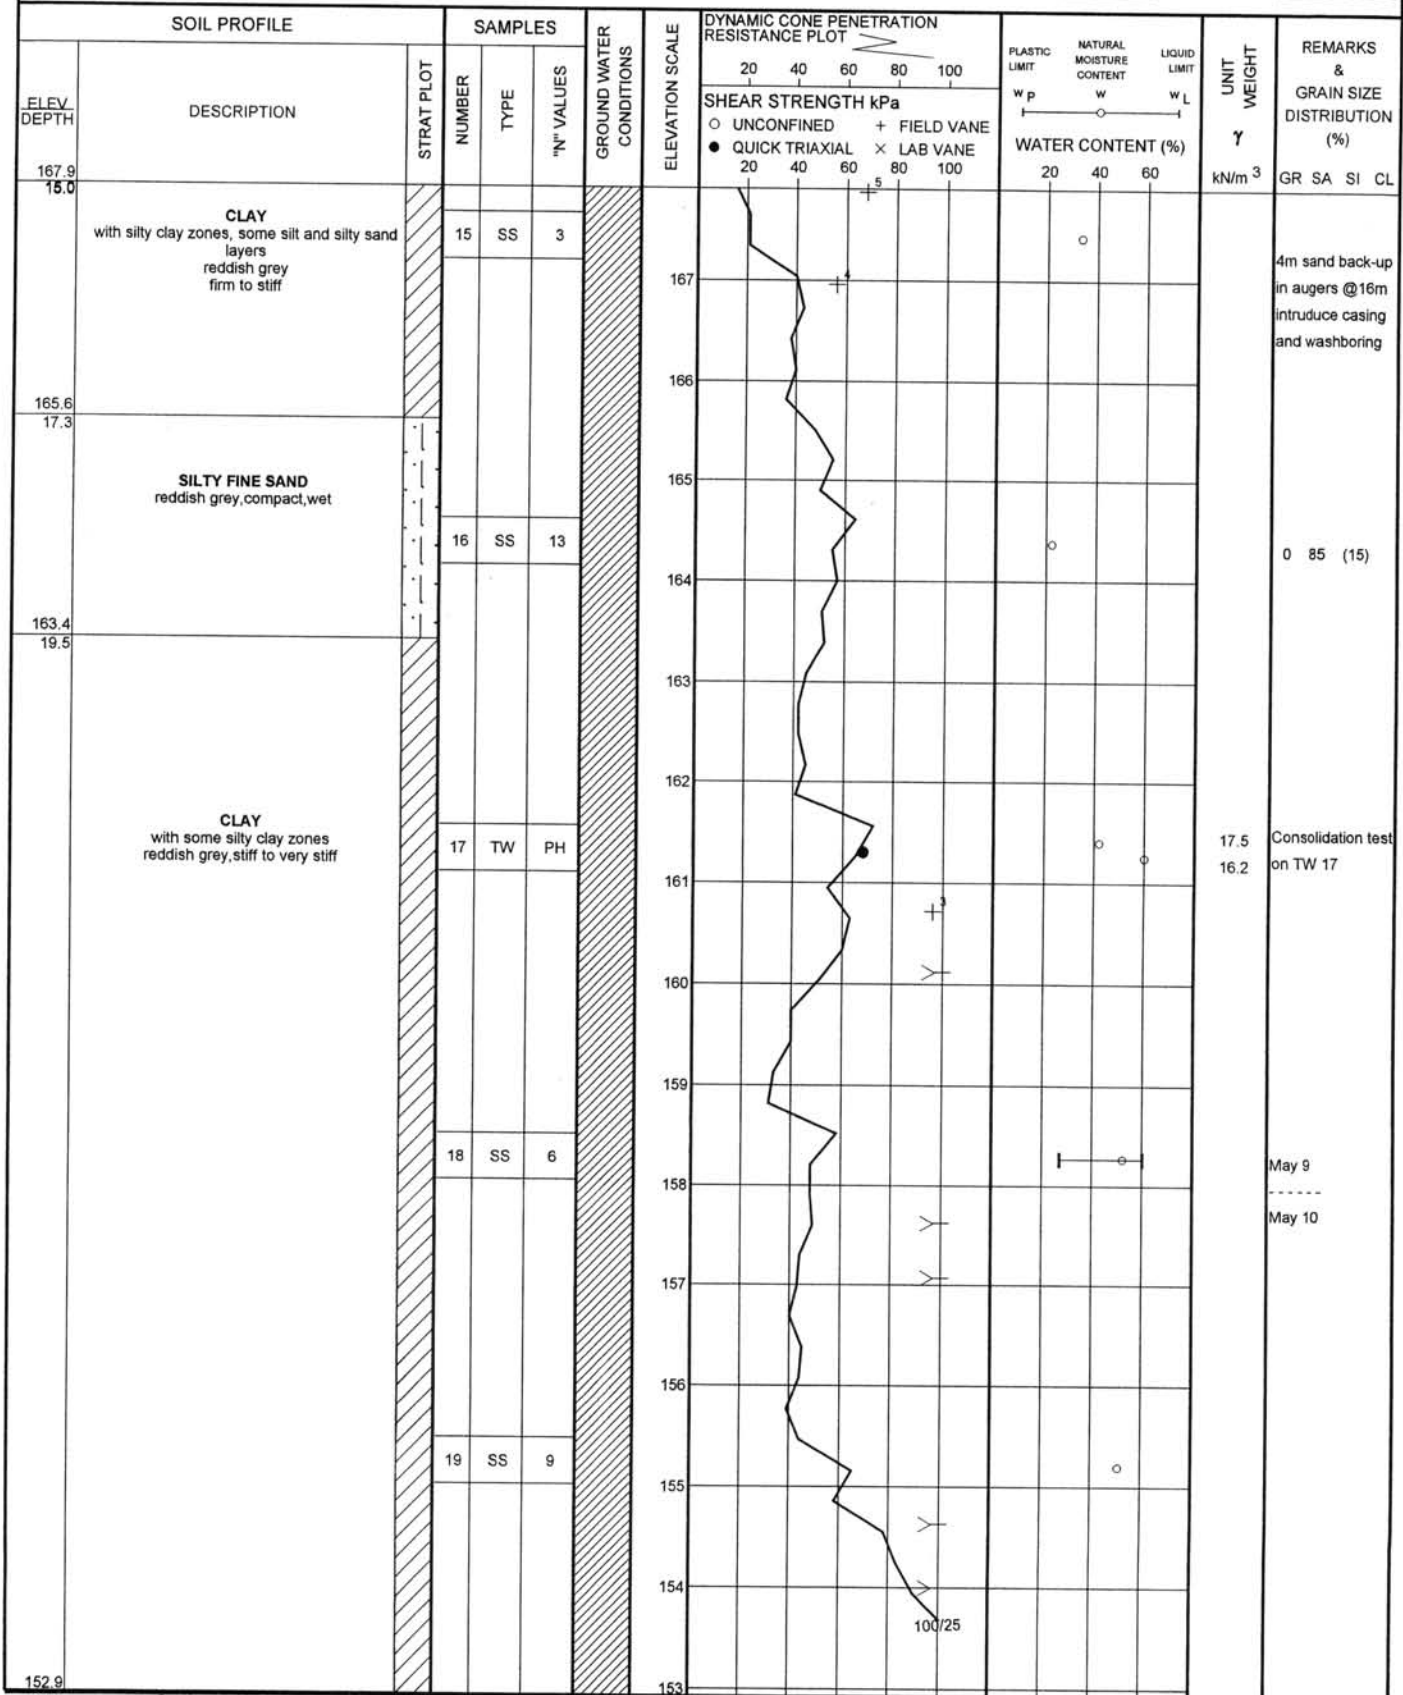 SOIL PROFILE
SAMPLES
GROUND WATER
CONDITIONS
ELEVATION SCALE
DYNAMIC CONE PENETRATION
RESISTANCE PLOT
20 40 60 80 100
SHEAR STRENGTH kPa
○ UNCONFINED + FIELD VANE
● QUICK TRIAXIAL × LAB VANE
20 40 60 80 100
PLASTIC
LIMIT
NATURAL
MOISTURE
CONTENT
LIQUID
LIMIT
W P
W
W L
WATER CONTENT (%)
20 40 60
UNIT
WEIGHT
γ
kN/m 3
REMARKS
&
GRAIN SIZE
DISTRIBUTION
(%)
GR SA SI CL
ELEV
DEPTH
DESCRIPTION
STRAT PLOT
NUMBER
TYPE
"N" VALUES
167.9
15.0
CLAY
with silty clay zones, some silt and silty sand
layers
reddish grey
firm to stiff
15 SS 3
5
4
167
4m sand back-up
in augers @16m
intruduce casing
and washboring
166
165.6
17.3
SILTY FINE SAND
reddish grey,compact,wet
165
16 SS 13
0 85 (15)
164
163.4
19.5
163
162
CLAY
with some silty clay zones
reddish grey,stiff to very stiff
17 TW PH
17.5
16.2
Consolidation test
on TW 17
161
3
160
159
18 SS 6
May 9
------
May 10
158
157
156
19 SS 9
155
154
100/25
152.9
153